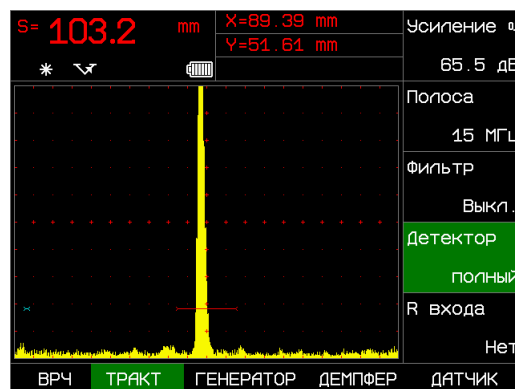 S= 103.2 mm
X=89.39 mm
Y=51.61 mm
Усиление
65.5 дБ
Полоса
15 МГц
Фильтр
Выкл.
Детектор
полный
R входа
Нет
ВРЧ ТРАКТ ГЕНЕРАТОР ДЕМПФЕР ДАТЧИК